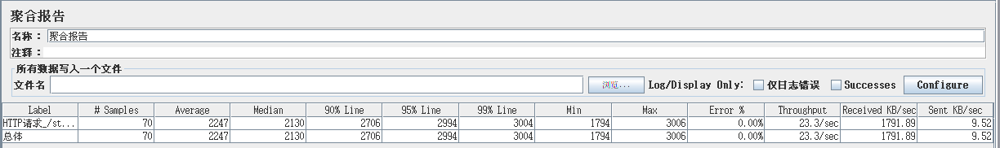 聚合报告
名称： 聚合报告
注释：
所有数据写入一个文件
文件名 浏览... Log/Display Only: 仅日志错误 Successes Configure
Label # Samples Average Median 90% Line 95% Line 99% Line Min Max Error % Throughput Received KB/sec Sent KB/sec
HTTP请求_/st... 70 2247 2130 2706 2994 3004 1794 3006 0.00% 23.3/sec 1791.89 9.52
总体 70 2247 2130 2706 2994 3004 1794 3006 0.00% 23.3/sec 1791.89 9.52